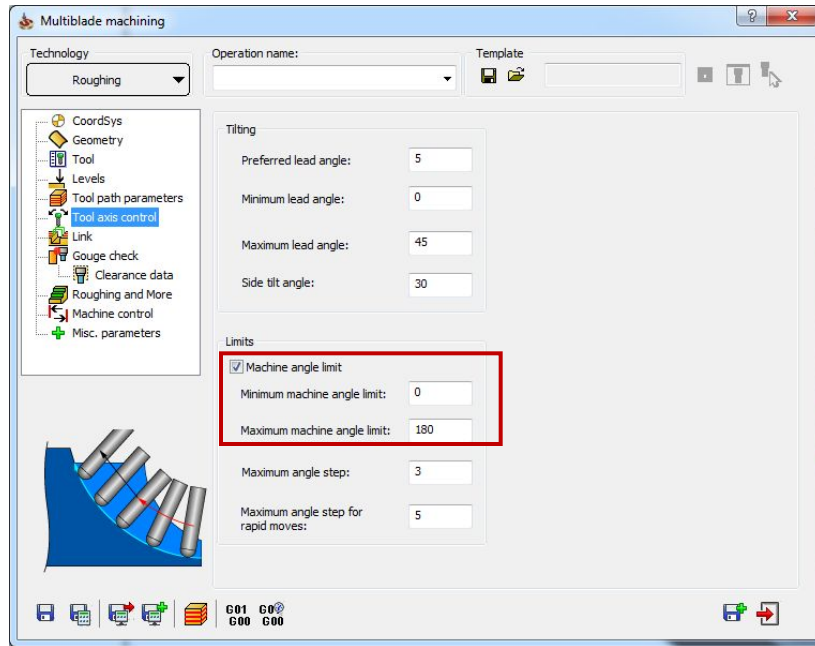 Multiblade machining
Technology
Operation name:
Template
Roughing
CoordSys
Geometry
Tool
Levels
Tool path parameters
Tool axis control
Link
Gouge check
Clearance data
Roughing and More
Machine control
Misc. parameters
Tilting
Preferred lead angle: 5
Minimum lead angle: 0
Maximum lead angle: 45
Side tilt angle: 30
Limits
Machine angle limit
Minimum machine angle limit: 0
Maximum machine angle limit: 180
Maximum angle step: 3
Maximum angle step for
rapid moves: 5
G01 G0
G00 G00